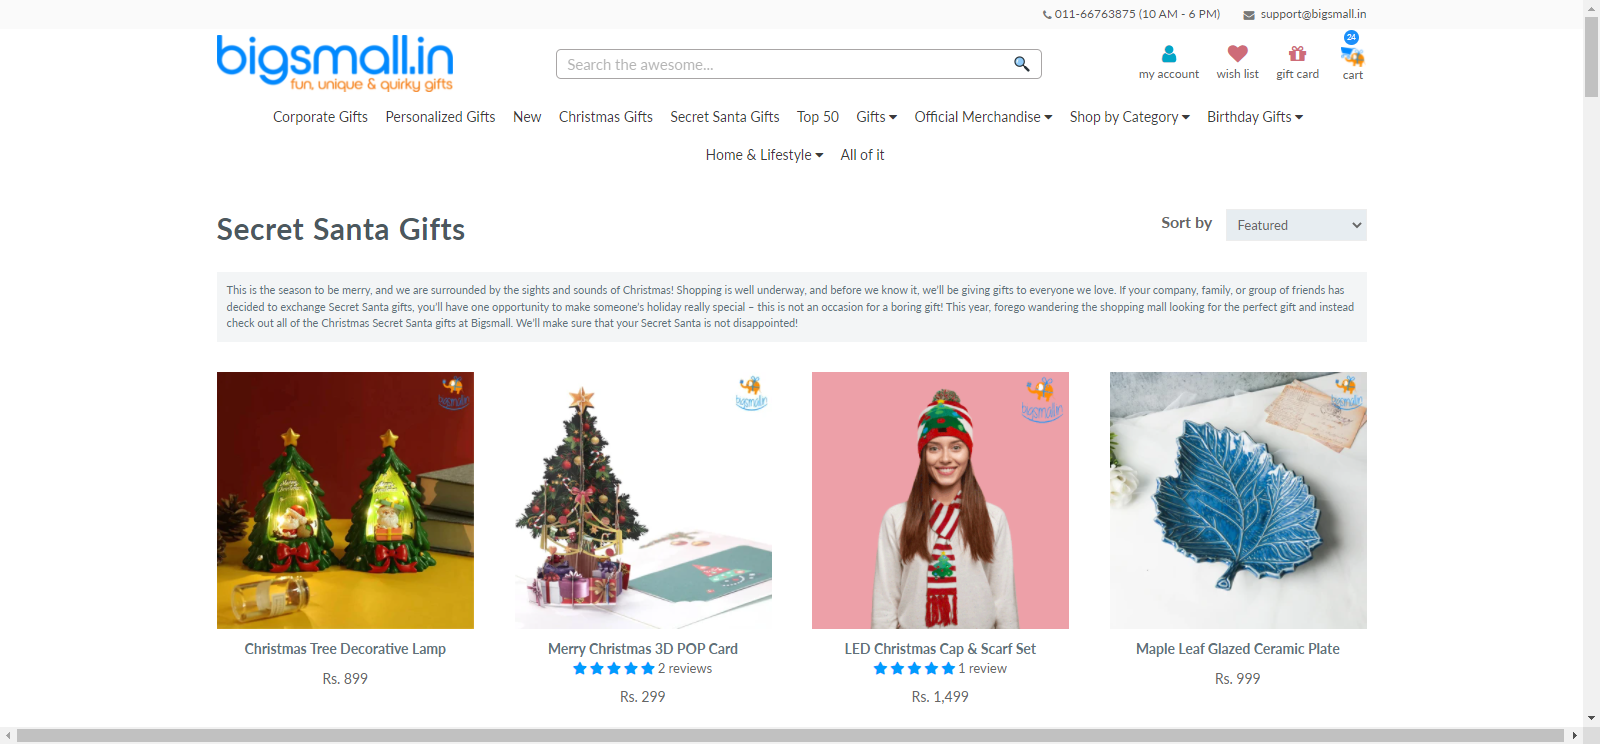 011-66763875 (10 AM - 6 PM) support@bigsmall.in
bigsmall.in
fun, unique & quirky gifts
Search the awesome...
my account
wish list
gift card
24
cart
Corporate Gifts Personalized Gifts New Christmas Gifts Secret Santa Gifts Top 50 Gifts Official Merchandise Shop by Category Birthday Gifts
Home & Lifestyle All of it
Secret Santa Gifts
Sort by Featured
This is the season to be merry, and we are surrounded by the sights and sounds of Christmas! Shopping is well underway, and before we know it, we'll be giving gifts to everyone we love. If your company, family, or group of friends has
decided to exchange Secret Santa gifts, you'll have one opportunity to make someone's holiday really special – this is not an occasion for a boring gift! This year, forego wandering the shopping mall looking for the perfect gift and instead
check out all of the Christmas Secret Santa gifts at Bigsmall. We'll make sure that your Secret Santa is not disappointed!
bigsmall.in
bigsmall.in
bigsmall.in
bigsmall.in
Christmas Tree Decorative Lamp
Rs. 899
Merry Christmas 3D POP Card
2 reviews
Rs. 299
LED Christmas Cap & Scarf Set
1 review
Rs. 1,499
Maple Leaf Glazed Ceramic Plate
Rs. 999